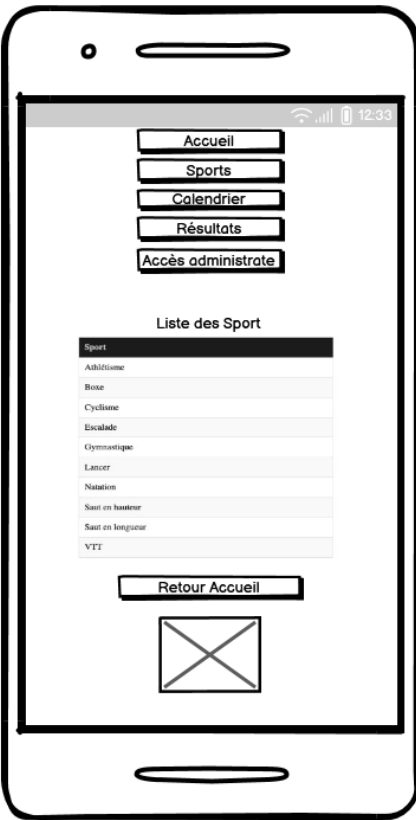 12:33
Accueil
Sports
Calendrier
Résultats
Accès administrate
Liste des Sport
Sport
Athlétisme
Boxe
Cyclisme
Escalade
Gymnastique
Lancer
Natation
Saut en hauteur
Saut en longueur
VTT
Retour Accueil